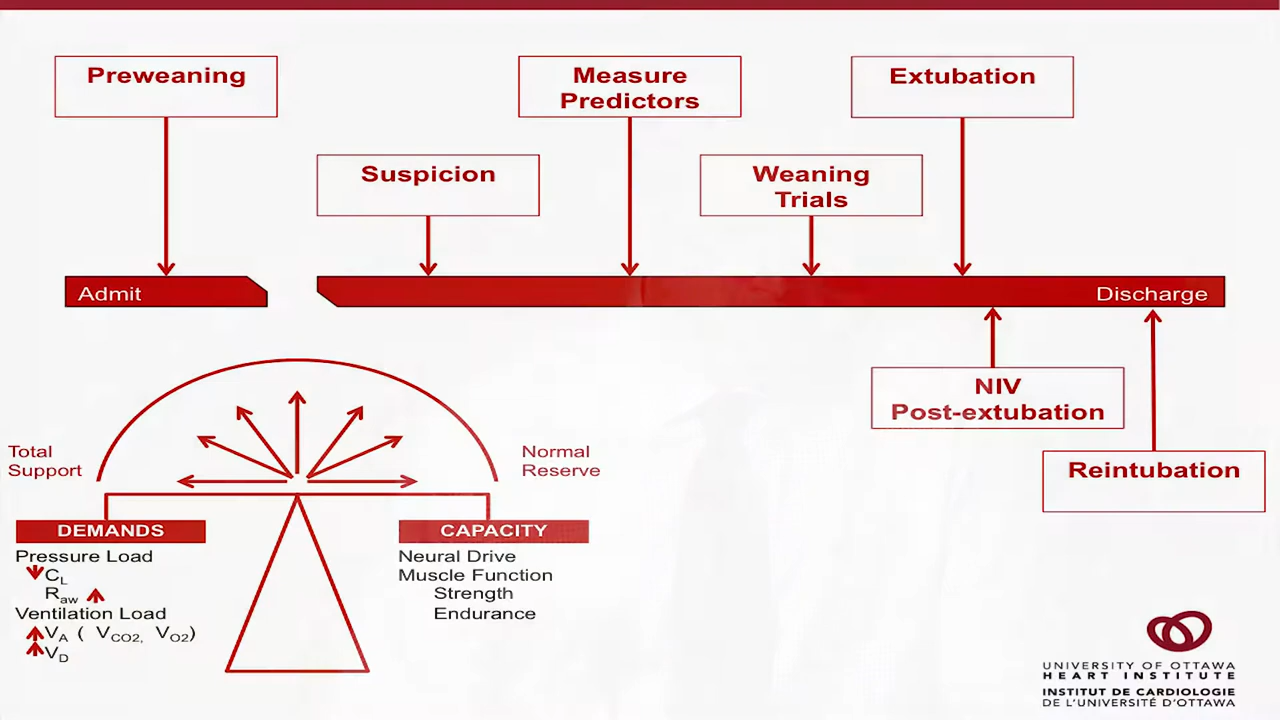 Preweaning
Measure
Predictors
Extubation
Suspicion
Weaning
Trials
Admit
Discharge
NIV
Post-extubation
Reintubation
Total
Support
Normal
Reserve
DEMANDS
Pressure Load
CL
Raw
Ventilation Load
VA ( VCO2, VO2)
VD
CAPACITY
Neural Drive
Muscle Function
Strength
Endurance
UNIVERSITY OF OTTAWA
HEART INSTITUTE
INSTITUT DE CARDIOLOGIE
DE L'UNIVERSITÉ D'OTTAWA